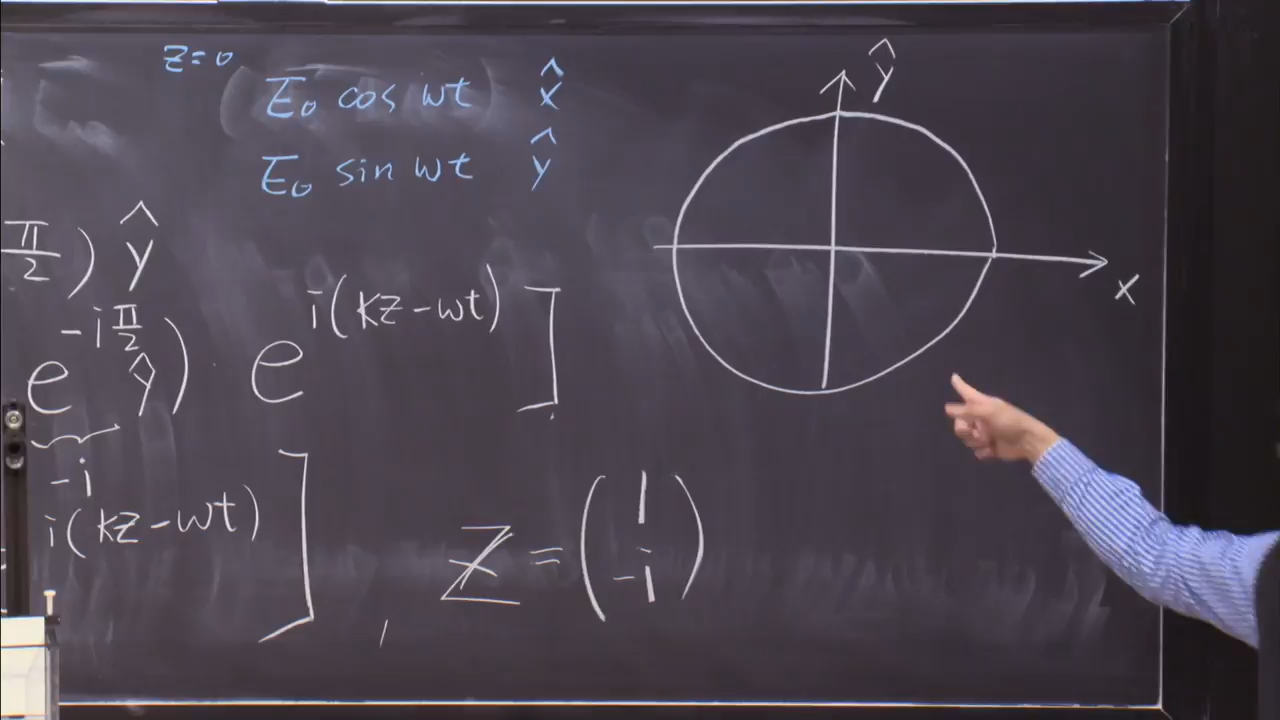 z=0
E₀ cos ωt x̂
E₀ sin ωt ŷ
π/2) ŷ
e^{-iπ/2} ŷ) · e^{i(kz-ωt)} ]
-i
i(kz-ωt) ] , Z = (1
-i)
ŷ
x